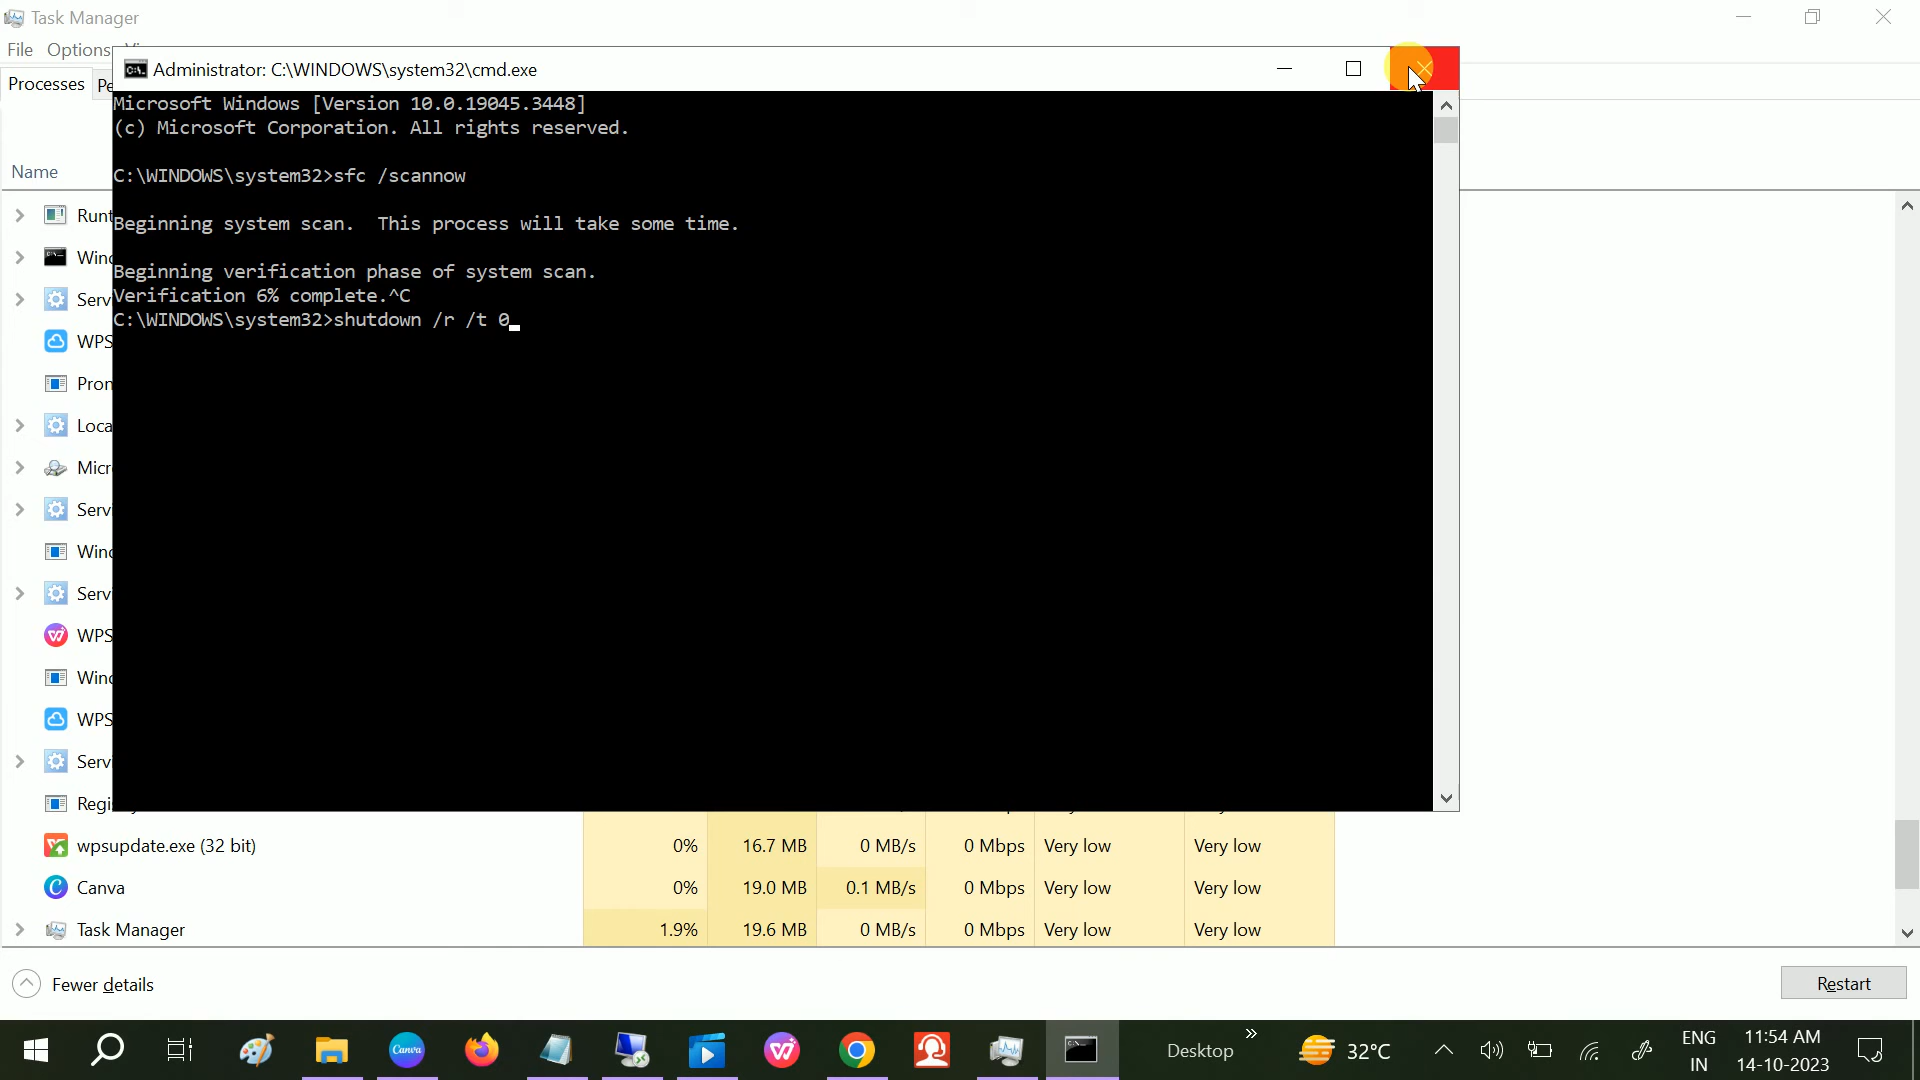 Task Manager
File Options
Administrator: C:\WINDOWS\system32\cmd.exe
Processes
Microsoft Windows [Version 10.0.19045.3448]
(c) Microsoft Corporation. All rights reserved.
Name
C:\WINDOWS\system32>sfc /scannow
Beginning system scan.  This process will take some time.
Beginning verification phase of system scan.
Verification 6% complete.^C
C:\WINDOWS\system32>shutdown /r /t 0
WPS
WPS
WPS
wpsupdate.exe (32 bit) 0% 16.7 MB 0 MB/s 0 Mbps Very low Very low
Canva 0% 19.0 MB 0.1 MB/s 0 Mbps Very low Very low
Task Manager 1.9% 19.6 MB 0 MB/s 0 Mbps Very low Very low
Fewer details
Restart
Canva
Desktop
32°C
ENG
IN
11:54 AM
14-10-2023